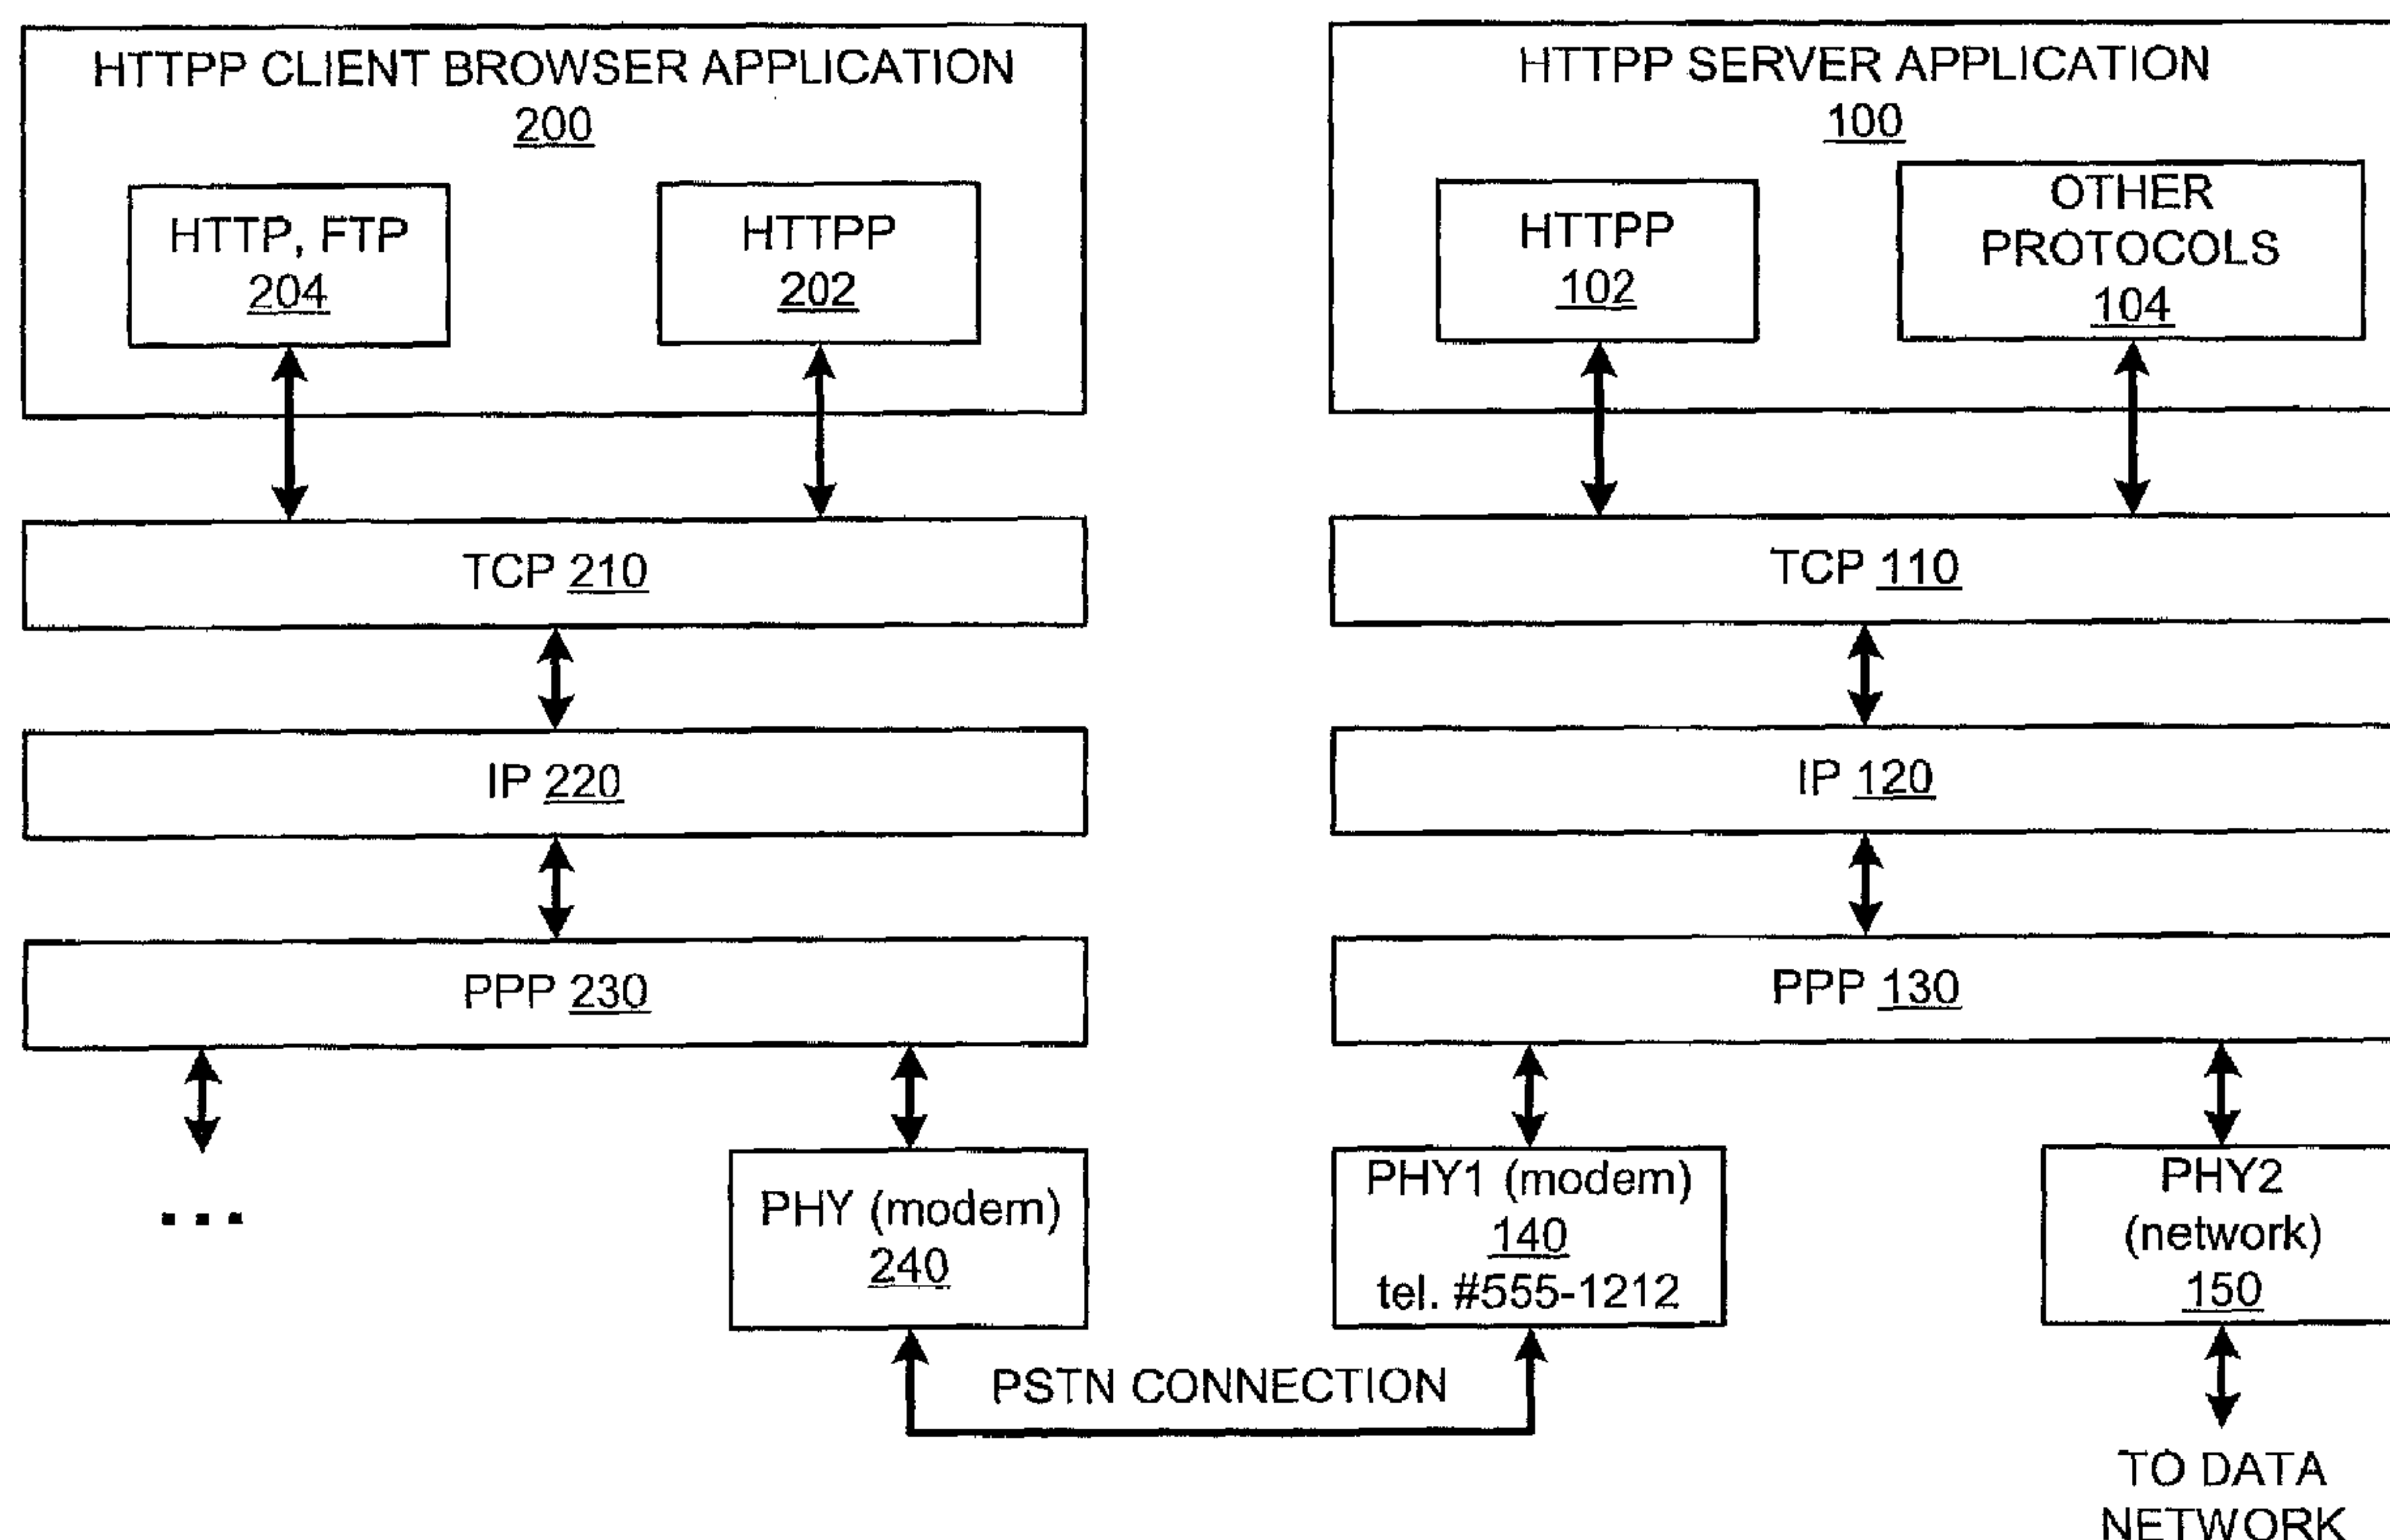 HTTPP CLIENT BROWSER APPLICATION
200
HTTP, FTP
204
HTTPP
202
TCP 210
IP 220
PPP 230
...
PHY (modem)
240
HTTPP SERVER APPLICATION
100
HTTPP
102
OTHER
PROTOCOLS
104
TCP 110
IP 120
PPP 130
PHY1 (modem)
140
tel. #555-1212
PHY2
(network)
150
PSTN CONNECTION
TO DATA
NETWORK